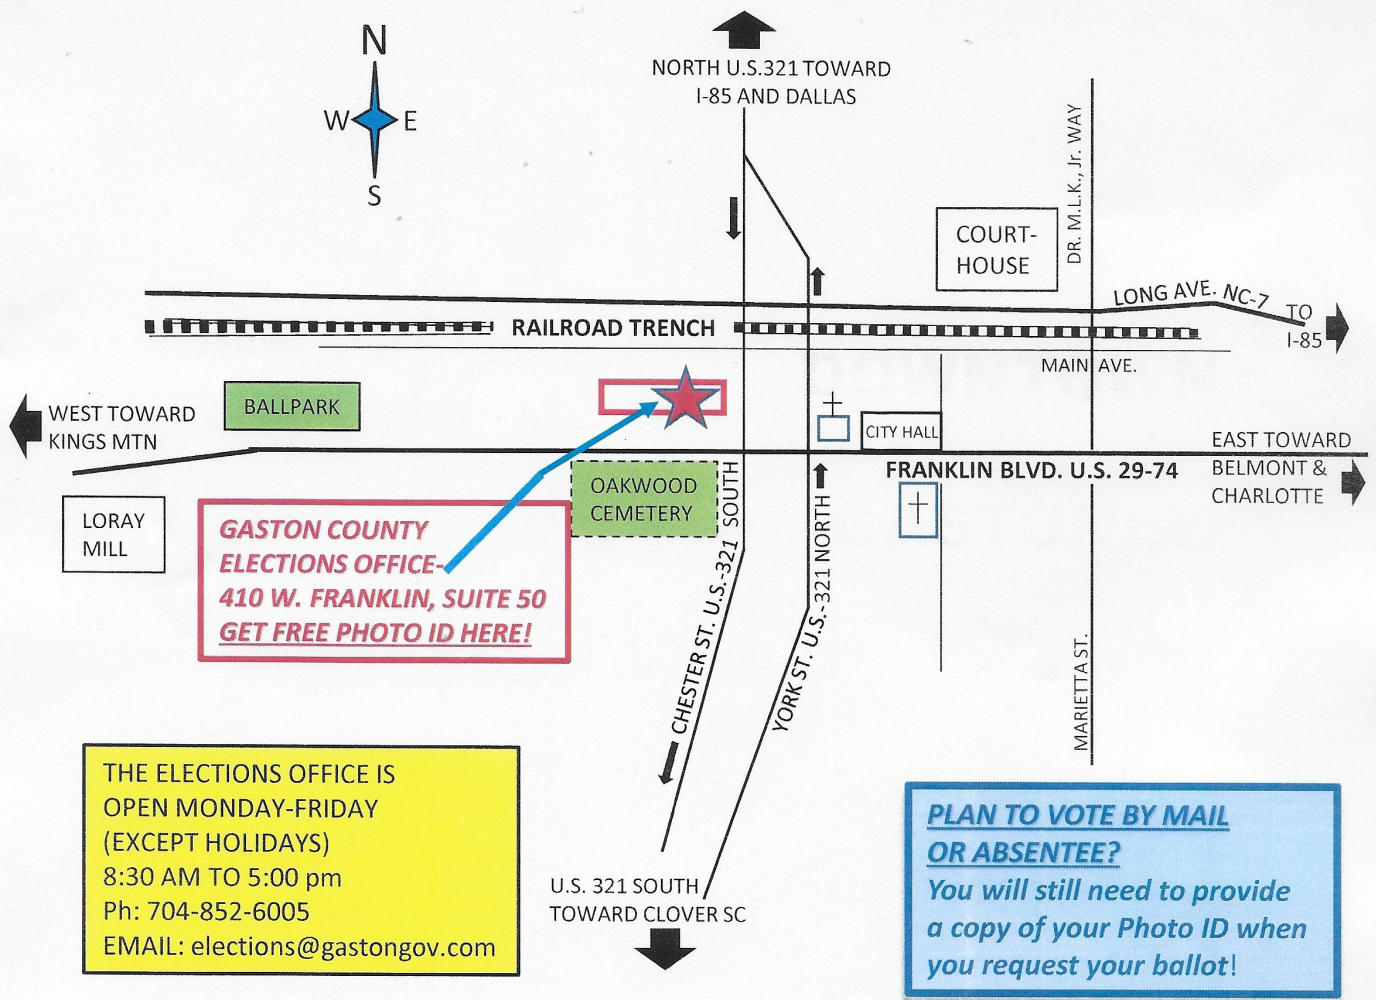 N
W E
S
NORTH U.S.321 TOWARD
I-85 AND DALLAS
DR. M.L.K., Jr. WAY
COURT-
HOUSE
LONG AVE. NC-7
TO
I-85
RAILROAD TRENCH
MAIN AVE.
BALLPARK
WEST TOWARD
KINGS MTN
CITY HALL
EAST TOWARD
BELMONT &
CHARLOTTE
FRANKLIN BLVD. U.S. 29-74
OAKWOOD
CEMETERY
LORAY
MILL
GASTON COUNTY
ELECTIONS OFFICE-
410 W. FRANKLIN, SUITE 50
GET FREE PHOTO ID HERE!
CHESTER ST. U.S.-321 SOUTH
YORK ST. U.S.-321 NORTH
MARIETTA ST.
THE ELECTIONS OFFICE IS
OPEN MONDAY-FRIDAY
(EXCEPT HOLIDAYS)
8:30 AM TO 5:00 pm
Ph: 704-852-6005
EMAIL: elections@gastongov.com
U.S. 321 SOUTH
TOWARD CLOVER SC
PLAN TO VOTE BY MAIL
OR ABSENTEE?
You will still need to provide
a copy of your Photo ID when
you request your ballot!